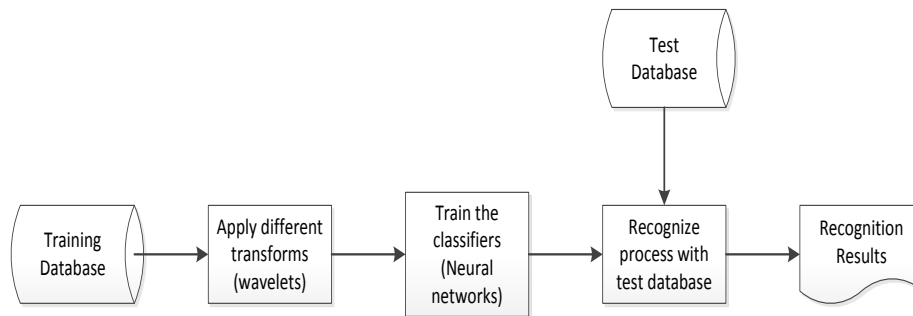 Test
Database
Training
Database
Apply different
transforms
(wavelets)
Train the
classifiers
(Neural
networks)
Recognize
process with
test database
Recognition
Results